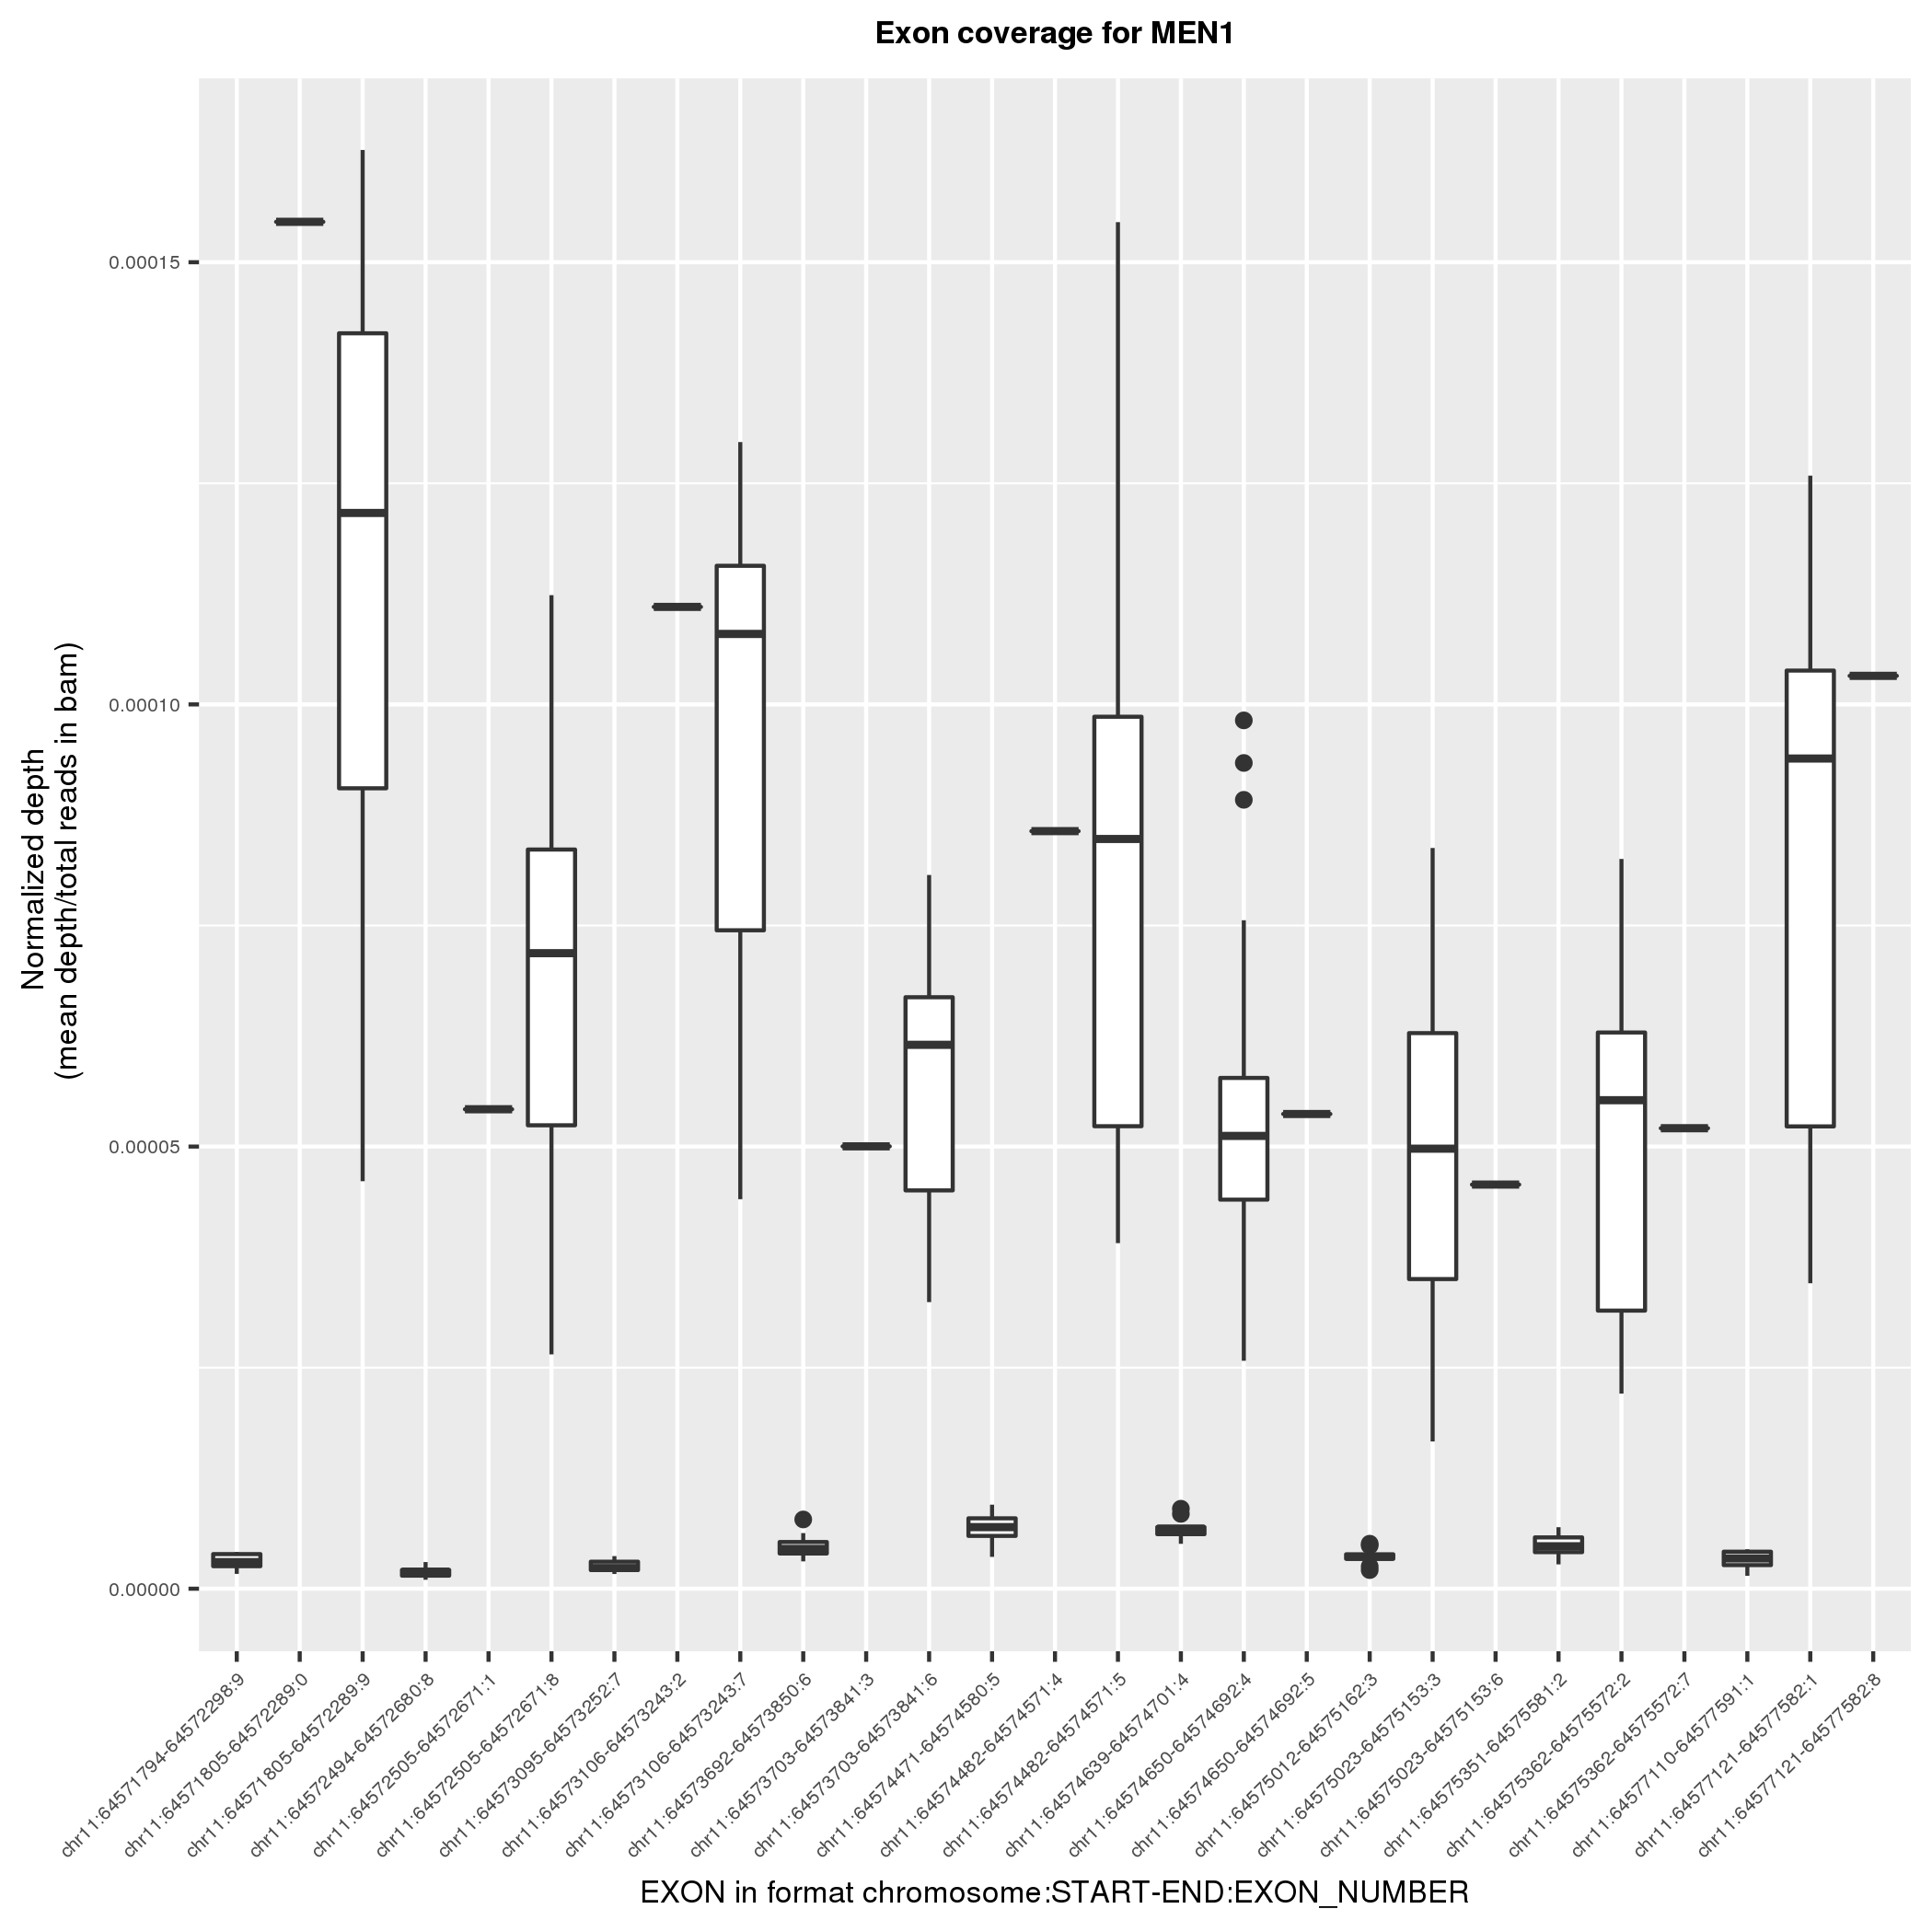 Exon coverage for MEN1
0.00015
0.00010
0.00005
0.00000
Normalized depth
(mean depth/total reads in bam)
chr11:64571794-64572298:9
chr11:64571805-64572289:0
chr11:64571805-64572289:9
chr11:64572494-64572680:8
chr11:64572505-64572671:1
chr11:64572505-64572671:8
chr11:64573095-64573252:7
chr11:64573106-64573243:2
chr11:64573106-64573243:7
chr11:64573692-64573850:6
chr11:64573703-64573841:3
chr11:64573703-64573841:6
chr11:64574471-64574580:5
chr11:64574482-64574571:4
chr11:64574482-64574571:5
chr11:64574639-64574701:4
chr11:64574650-64574692:4
chr11:64574650-64574692:5
chr11:64575012-64575162:3
chr11:64575023-64575153:3
chr11:64575023-64575153:6
chr11:64575351-64575581:2
chr11:64575362-64575572:2
chr11:64575362-64575572:7
chr11:64577110-64577591:1
chr11:64577121-64577582:1
chr11:64577121-64577582:8
EXON in format chromosome:START-END:EXON_NUMBER